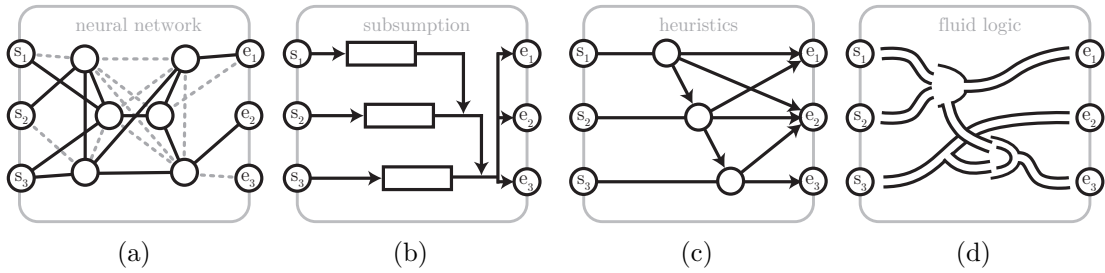 neural network
subsumption
heuristics
fluid logic
s1 e1 s1 e1 s1 e1 s1 e1
s2 e2 s2 e2 s2 e2 s2 e2
s3 e3 s3 e3 s3 e3 s3 e3
(a) (b) (c) (d)